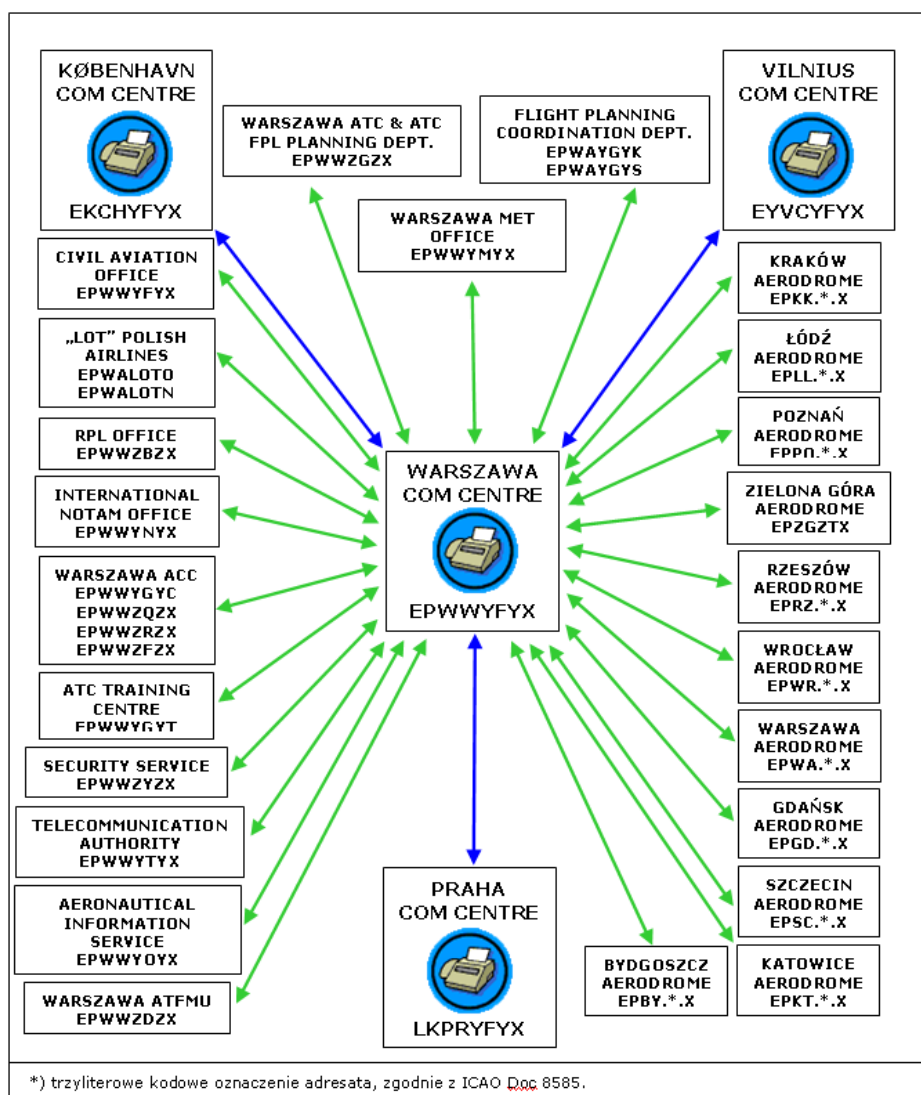 KØBENHAVN
COM CENTRE
EKCHYFYX
WARSZAWA ATC & ATC
FPL PLANNING DEPT.
EPWWZGZX
FLIGHT PLANNING
COORDINATION DEPT.
EPWAYGYK
EPWAYGYS
VILNIUS
COM CENTRE
EYVCYFYX
WARSZAWA MET
OFFICE
EPWWYMYX
CIVIL AVIATION
OFFICE
EPWWYFYX
„LOT” POLISH
AIRLINES
EPWALOTO
EPWALOTN
RPL OFFICE
EPWWZBZX
INTERNATIONAL
NOTAM OFFICE
EPWWYNYX
WARSZAWA ACC
EPWWYGYC
EPWWZQZX
EPWWZRZX
EPWWZFZX
ATC TRAINING
CENTRE
EPWWYGYT
SECURITY SERVICE
EPWWZYZX
TELECOMMUNICATION
AUTHORITY
EPWWYTYX
AERONAUTICAL
INFORMATION
SERVICE
EPWWYOYX
WARSZAWA ATFMU
EPWWZDZX
WARSZAWA
COM CENTRE
EPWWYFYX
PRAHA
COM CENTRE
LKPRYFYX
KRAKÓW
AERODROME
EPKK.*.X
ŁÓDŹ
AERODROME
EPLL.*.X
POZNAŃ
AERODROME
EPPO.*.X
ZIELONA GÓRA
AERODROME
EPZGZTX
RZESZÓW
AERODROME
EPRZ.*.X
WROCŁAW
AERODROME
EPWR.*.X
WARSZAWA
AERODROME
EPWA.*.X
GDAŃSK
AERODROME
EPGD.*.X
SZCZECIN
AERODROME
EPSC.*.X
BYDGOSZCZ
AERODROME
EPBY.*.X
KATOWICE
AERODROME
EPKT.*.X
*) trzyliterowe kodowe oznaczenie adresata, zgodnie z ICAO Doc 8585.